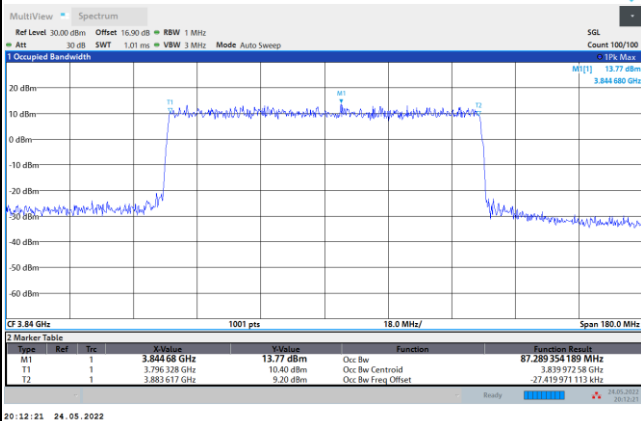 MultiView Spectrum
Ref Level 30.00 dBm Offset 16.90 dB RBW 1 MHz SGL
Att 30 dB SWT 1.01 ms VBW 3 MHz Mode Auto Sweep Count 100/100
1 Occupied Bandwidth 1Pk Max
M1[1] 13.77 dBm
3.844 680 GHz
20 dBm
M1
T1 T2
10 dBm
0 dBm
-10 dBm
-20 dBm
-30 dBm
-40 dBm
-50 dBm
-60 dBm
CF 3.84 GHz 1001 pts 18.0 MHz/ Span 180.0 MHz
2 Marker Table
Type Ref Trc X-Value Y-Value Function Function Result
M1 1 3.844 68 GHz 13.77 dBm Occ Bw 87.289 354 189 MHz
T1 1 3.796 328 GHz 10.40 dBm Occ Bw Centroid 3.839 972 58 GHz
T2 1 3.883 617 GHz 9.20 dBm Occ Bw Freq Offset -27.419 971 113 kHz
Ready 24.05.2022
20:12:21
20:12:21 24.05.2022